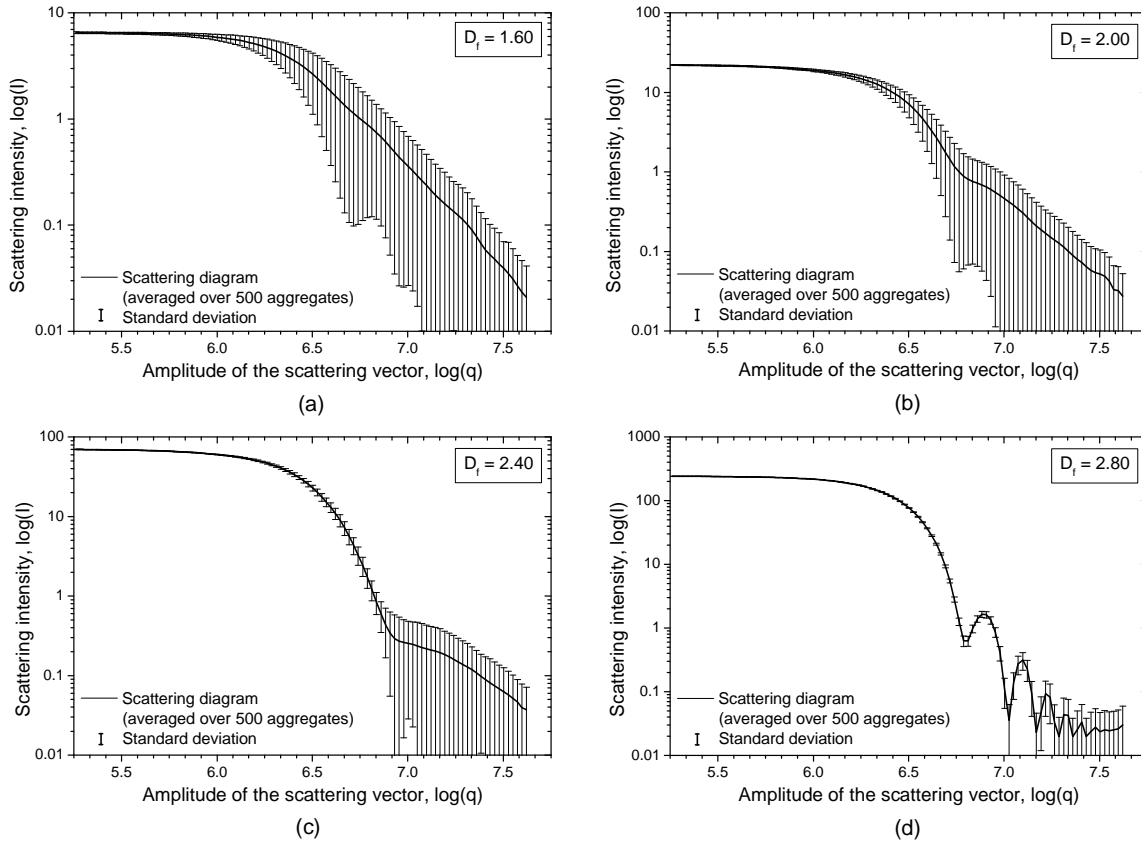 10
1
0.1
0.01
Scattering intensity, log(I)
D_f = 1.60
Scattering diagram
(averaged over 500 aggregates)
Standard deviation
5.5 6.0 6.5 7.0 7.5
Amplitude of the scattering vector, log(q)
(a)
100
10
1
0.1
0.01
Scattering intensity, log(I)
D_f = 2.00
Scattering diagram
(averaged over 500 aggregates)
Standard deviation
5.5 6.0 6.5 7.0 7.5
Amplitude of the scattering vector, log(q)
(b)
100
10
1
0.1
0.01
Scattering intensity, log(I)
D_f = 2.40
Scattering diagram
(averaged over 500 aggregates)
Standard deviation
5.5 6.0 6.5 7.0 7.5
Amplitude of the scattering vector, log(q)
(c)
1000
100
10
1
0.1
0.01
Scattering intensity, log(I)
D_f = 2.80
Scattering diagram
(averaged over 500 aggregates)
Standard deviation
5.5 6.0 6.5 7.0 7.5
Amplitude of the scattering vector, log(q)
(d)